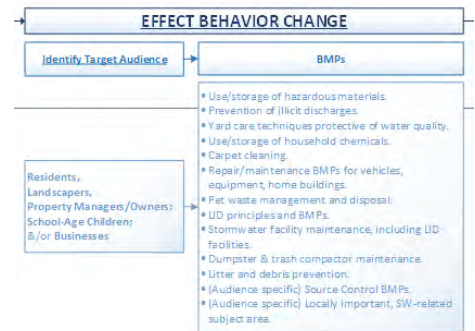 EFFECT BEHAVIOR CHANGE
Identify Target Audience
BMPs
Residents,
Landscapers,
Property Managers/Owners;
School-Age Children;
&/or Businesses
• Use/storage of hazardous materials.
• Prevention of illicit discharges.
• Yard care techniques protective of water quality.
• Use/storage of household chemicals.
• Carpet cleaning.
• Repair/maintenance BMPs for vehicles,
equipment, home buildings.
• Pet waste management and disposal.
• LID principles and BMPs.
• Stormwater facility maintenance, including LID
facilities.
• Dumpster & trash compactor maintenance.
• Litter and debris prevention.
• (Audience specific) Source Control BMPs.
• (Audience specific) Locally important, SW-related
subject area.